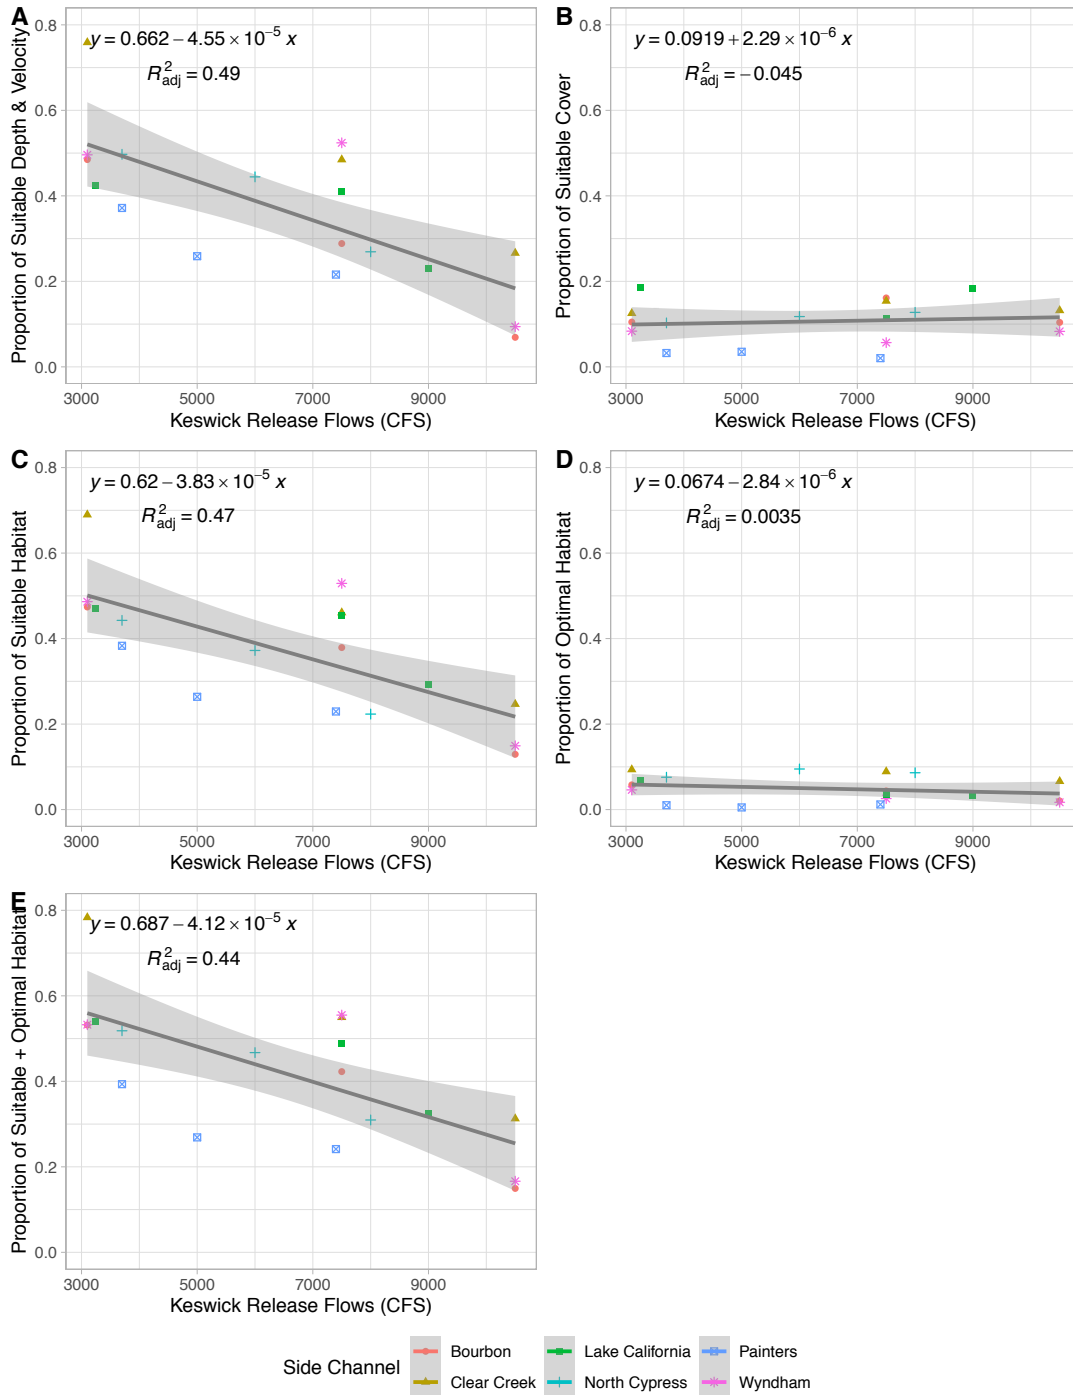 A
y = 0.662 − 4.55 × 10⁻⁵ x
R²adj = 0.49
Proportion of Suitable Depth & Velocity
0.8
0.6
0.4
0.2
0.0
3000 5000 7000 9000
Keswick Release Flows (CFS)
B
y = 0.0919 + 2.29 × 10⁻⁶ x
R²adj = −0.045
Proportion of Suitable Cover
0.8
0.6
0.4
0.2
0.0
3000 5000 7000 9000
Keswick Release Flows (CFS)
C
y = 0.62 − 3.83 × 10⁻⁵ x
R²adj = 0.47
Proportion of Suitable Habitat
0.8
0.6
0.4
0.2
0.0
3000 5000 7000 9000
Keswick Release Flows (CFS)
D
y = 0.0674 − 2.84 × 10⁻⁶ x
R²adj = 0.0035
Proportion of Optimal Habitat
0.8
0.6
0.4
0.2
0.0
3000 5000 7000 9000
Keswick Release Flows (CFS)
E
y = 0.687 − 4.12 × 10⁻⁵ x
R²adj = 0.44
Proportion of Suitable + Optimal Habitat
0.8
0.6
0.4
0.2
0.0
3000 5000 7000 9000
Keswick Release Flows (CFS)
Side Channel
Bourbon Lake California Painters
Clear Creek North Cypress Wyndham